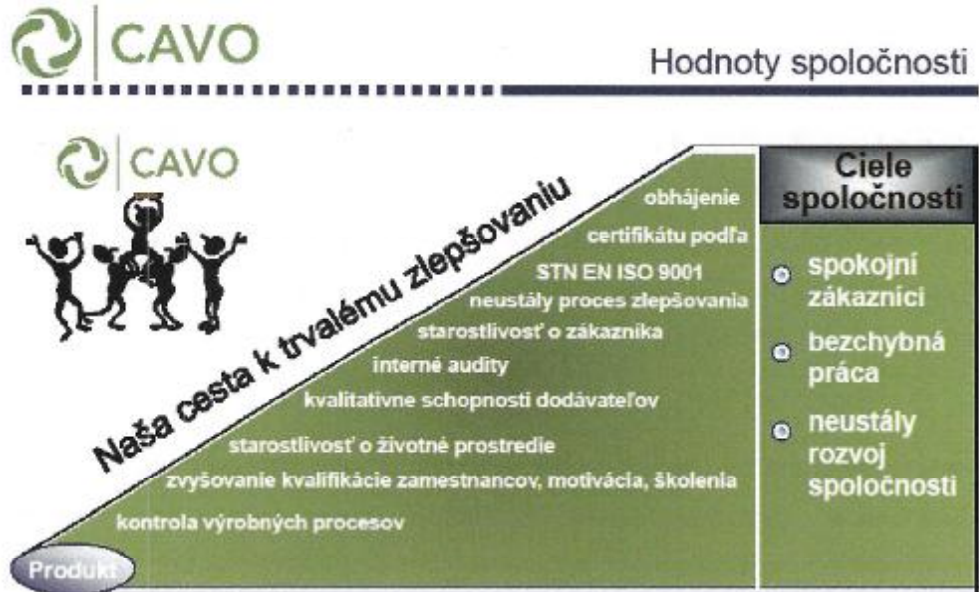 CAVO
Hodnoty spoločnosti
CAVO
Naša cesta k trvalému zlepšovaniu
obhájenie
certifikátu podľa
STN EN ISO 9001
neustály proces zlepšovania
starostlivosť o zákazníka
interné audity
kvalitatívne schopnosti dodávateľov
starostlivosť o životné prostredie
zvyšovanie kvalifikácie zamestnancov, motivácia, školenia
kontrola výrobných procesov
Produkt
Ciele
spoločnosti
spokojní
zákazníci
bezchybná
práca
neustály
rozvoj
spoločnosti